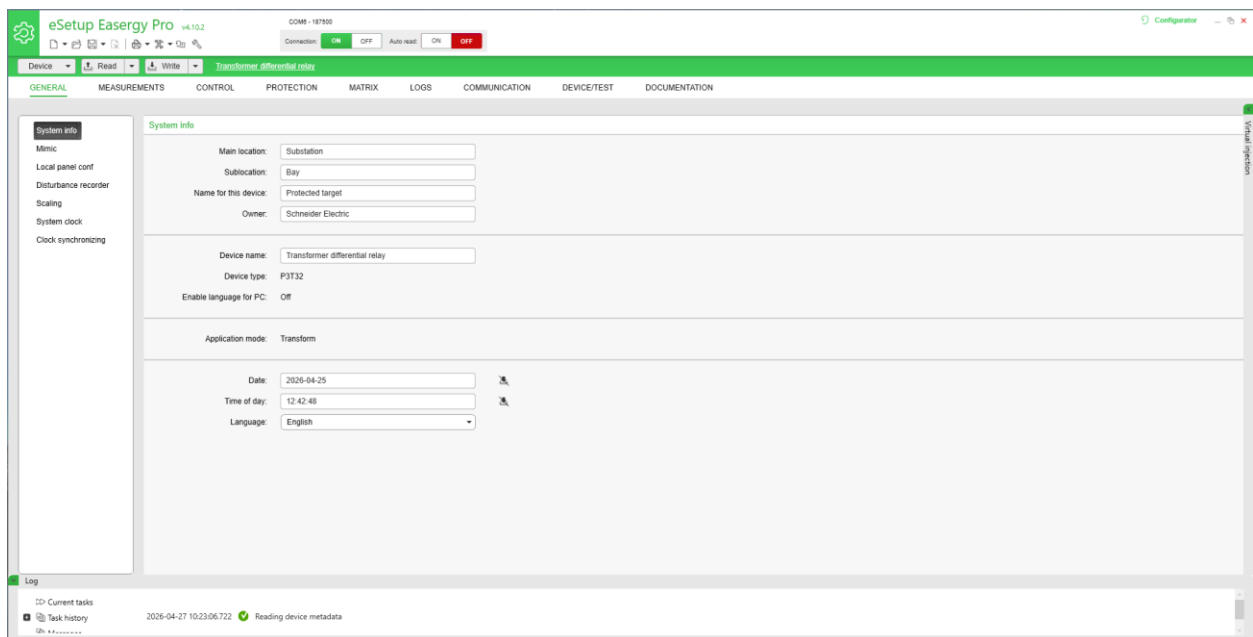 eSetup Easergy Pro v4.10.2
COM6 - 187500
Configurator
Connection: ON OFF Auto read: ON OFF
Device Read Write Transformer differential relay
GENERAL MEASUREMENTS CONTROL PROTECTION MATRIX LOGS COMMUNICATION DEVICE/TEST DOCUMENTATION
System info
Mimic
Local panel conf
Disturbance recorder
Scaling
System clock
Clock synchronizing
System info
Main location: Substation
Sublocation: Bay
Name for this device: Protected target
Owner: Schneider Electric
Device name: Transformer differential relay
Device type: P3T32
Enable language for PC: Off
Application mode: Transform
Date: 2026-04-25
Time of day: 12:42:48
Language: English
Virtual injection
Log
Current tasks
Task history
2026-04-27 10:23:06.722 Reading device metadata